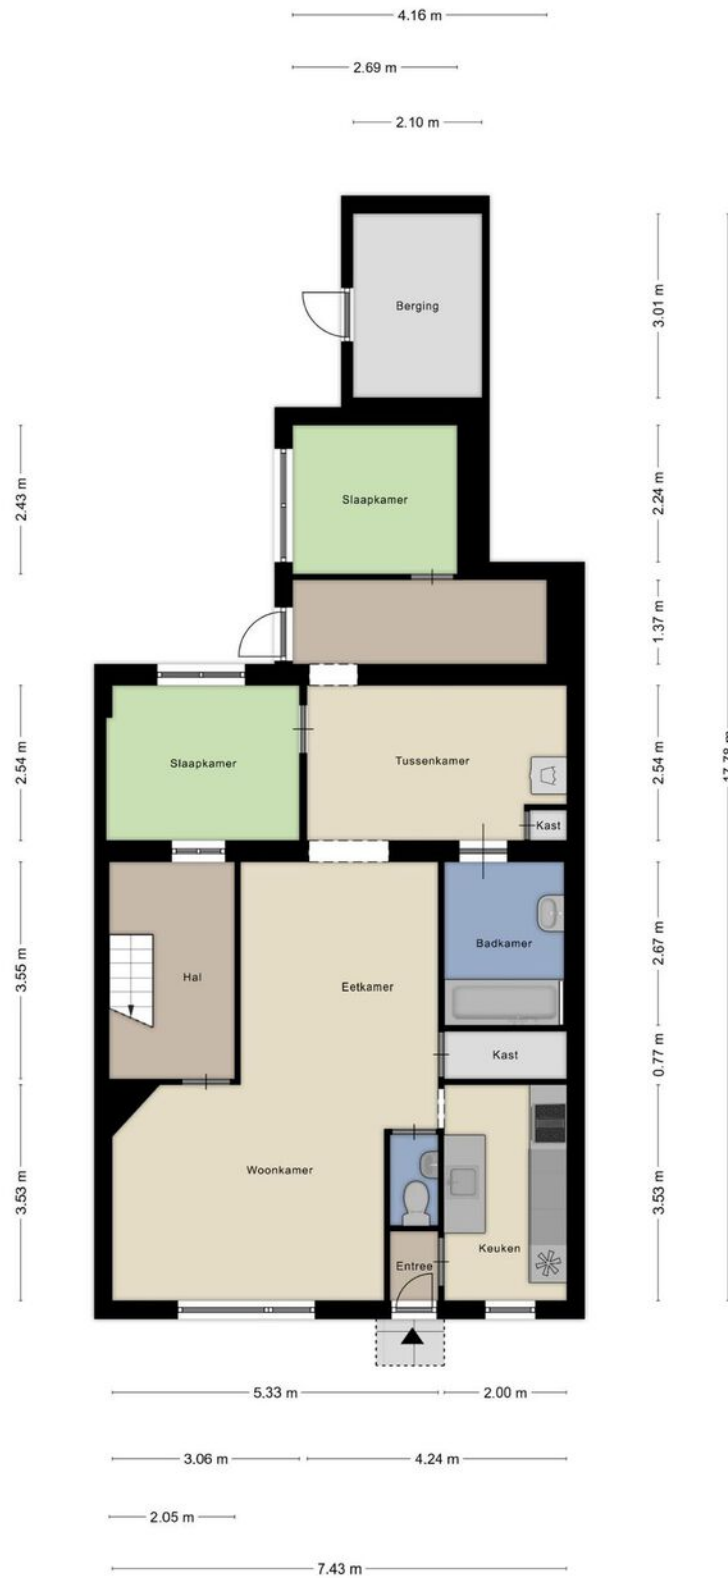 4.16 m
2.69 m
2.10 m
Berging
3.01 m
Slaapkamer
2.43 m
2.24 m
1.37 m
Slaapkamer
Tussenkamer
2.54 m
2.54 m
Kast
Badkamer
Hal
Eetkamer
3.55 m
2.67 m
Kast
0.77 m
Woonkamer
3.53 m
3.53 m
Keuken
Entree
5.33 m
2.00 m
3.06 m
4.24 m
2.05 m
7.43 m